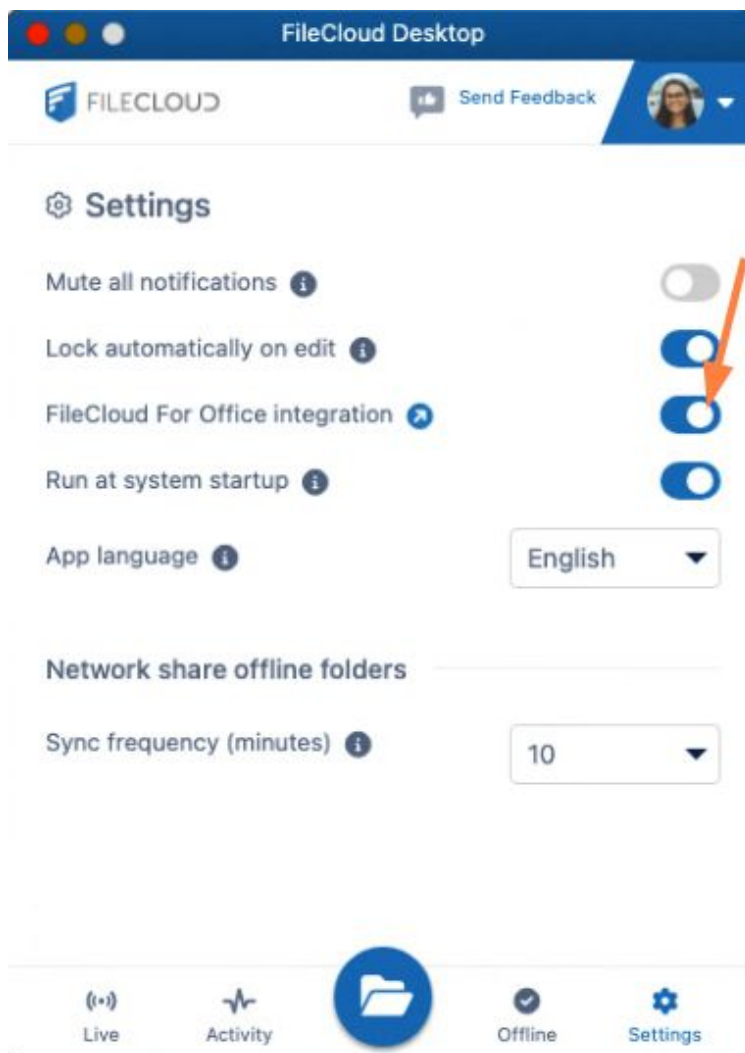 FileCloud Desktop
FILECLOUD
Send Feedback
Settings
Mute all notifications
Lock automatically on edit
FileCloud For Office integration
Run at system startup
App language
English
Network share offline folders
Sync frequency (minutes)
10
Live
Activity
Offline
Settings